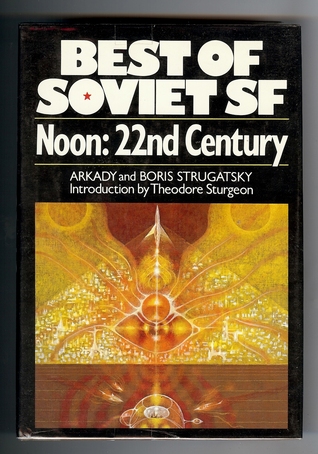 BEST OF
SOVIET SF
Noon: 22nd Century
ARKADY and BORIS STRUGATSKY
Introduction by Theodore Sturgeon